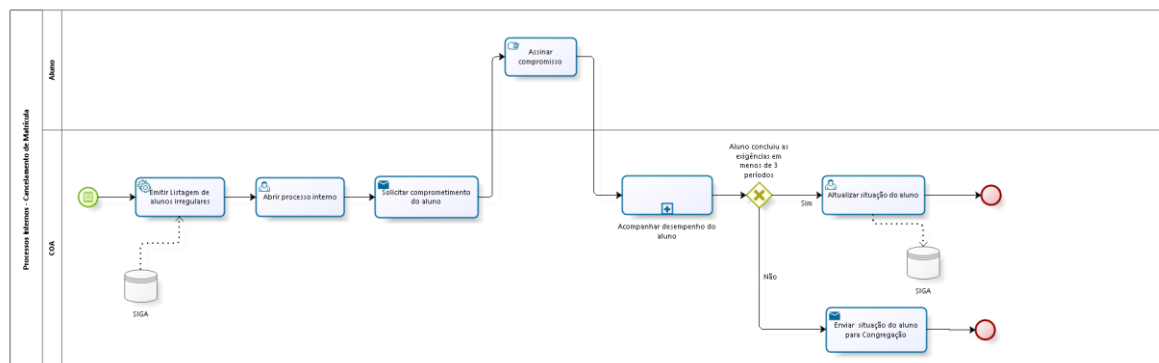 Processos Internos - Cancelamento de Matrícula
Aluno
COA
Assinar
compromisso
Emitir Listagem de
alunos irregulares
Abrir processo interno
Solicitar comprometimento
do aluno
SIGA
Acompanhar desempenho do
aluno
Aluno concluiu as
exigências em
menos de 3
períodos
Sim
Altualizar situação do aluno
SIGA
Não
Enviar situação do aluno
para Congregação